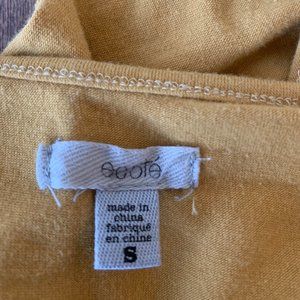 ecoté
made in
china
fabriqué
en chine
S